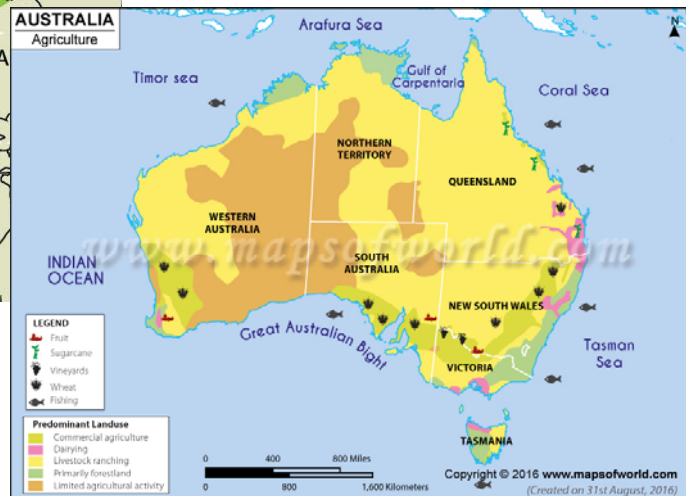 AUSTRALIA
Agriculture
A
Arafura Sea
N
Timor sea
Gulf of
Carpentaria
Coral Sea
NORTHERN
TERRITORY
QUEENSLAND
WESTERN
AUSTRALIA
www.mapsofworld.com
SOUTH
AUSTRALIA
INDIAN
OCEAN
NEW SOUTH WALES
Great Australian Bight
Tasman
Sea
VICTORIA
TASMANIA
LEGEND
Fruit
Sugarcane
Vineyards
Wheat
Fishing
Predominant Landuse
Commercial agriculture
Dairying
Livestock ranching
Primarily forestland
Limited agricultural activity
0 400 800 Miles
0 800 1,600 Kilometers
Copyright © 2016 www.mapsofworld.com
(Created on 31st August, 2016)